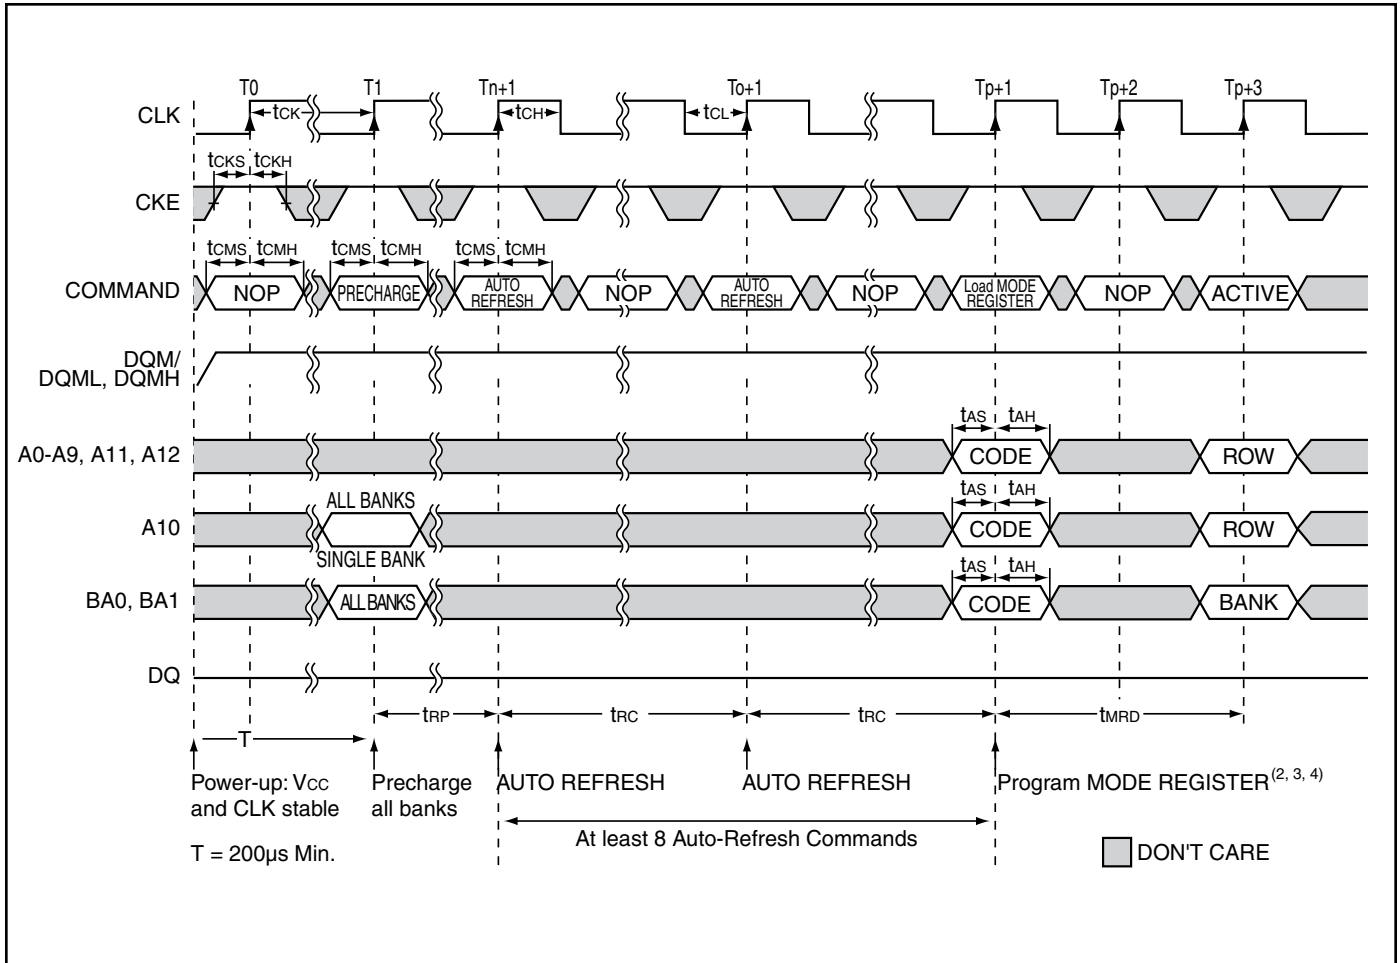 T0 T1 Tn+1 To+1 Tp+1 Tp+2 Tp+3
CLK tCK tCH tCL
tCKS tCKH
CKE
tCMS tCMH tCMS tCMH tCMS tCMH
COMMAND NOP PRECHARGE AUTO REFRESH NOP AUTO REFRESH NOP Load MODE REGISTER NOP ACTIVE
DQM/
DQML, DQMH
tAS tAH
A0-A9, A11, A12 CODE ROW
ALL BANKS tAS tAH
A10 CODE ROW
SINGLE BANK tAS tAH
BA0, BA1 ALL BANKS CODE BANK
DQ
tRP tRC tRC tMRD
T
Power-up: VCC Precharge AUTO REFRESH AUTO REFRESH Program MODE REGISTER(2, 3, 4)
and CLK stable all banks
At least 8 Auto-Refresh Commands
T = 200µs Min. DON'T CARE